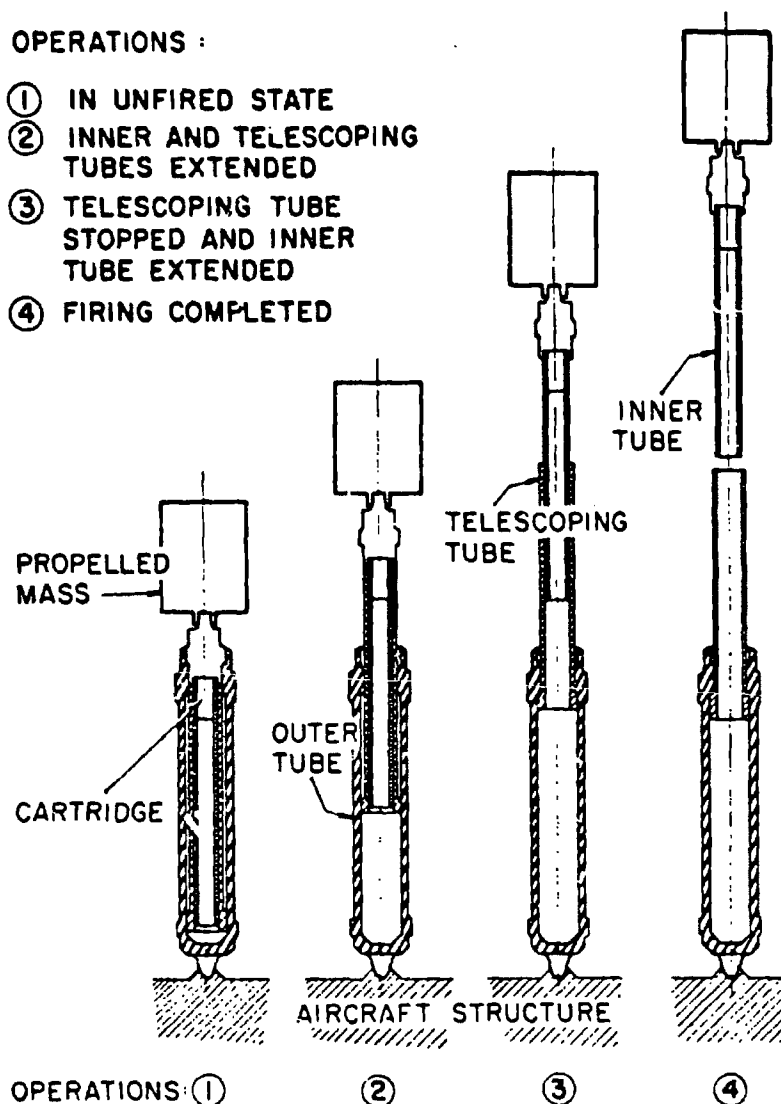 OPERATIONS :
① IN UNFIRED STATE
② INNER AND TELESCOPING
TUBES EXTENDED
③ TELESCOPING TUBE
STOPPED AND INNER
TUBE EXTENDED
④ FIRING COMPLETED
INNER
TUBE
TELESCOPING
TUBE
PROPELLED
MASS
OUTER
TUBE
CARTRIDGE
AIRCRAFT STRUCTURE
OPERATIONS: ① ② ③ ④